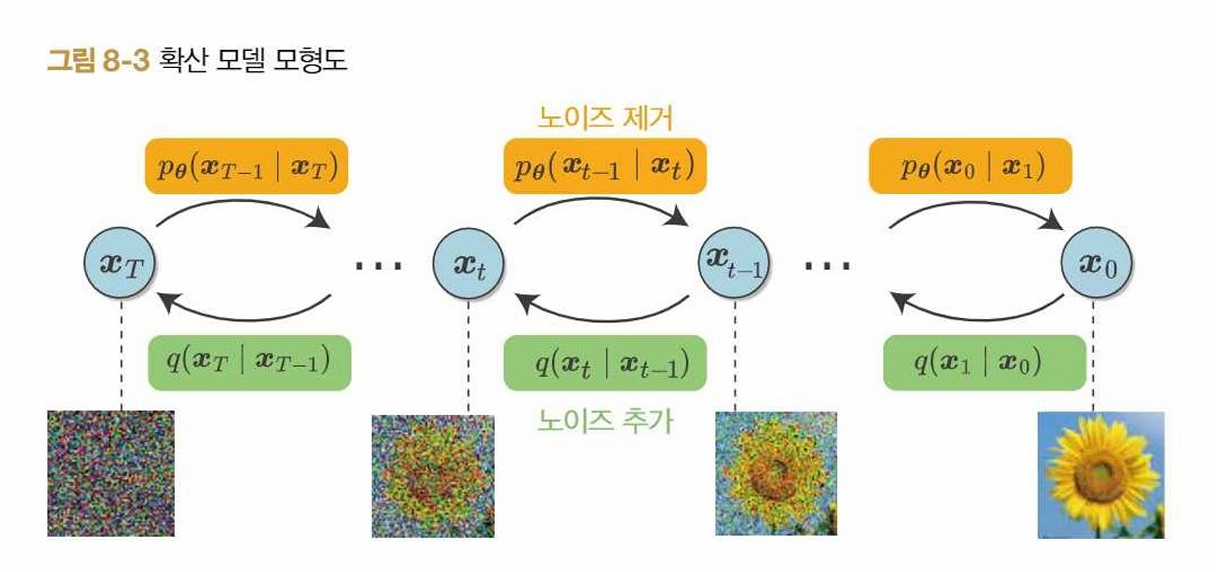 그림 8-3 확산 모델 모형도
노이즈 제거
pθ(xT−1 | xT) pθ(xt−1 | xt) pθ(x0 | x1)
xT ⋯ xt xt−1 ⋯ x0
q(xT | xT−1) q(xt | xt−1) q(x1 | x0)
노이즈 추가